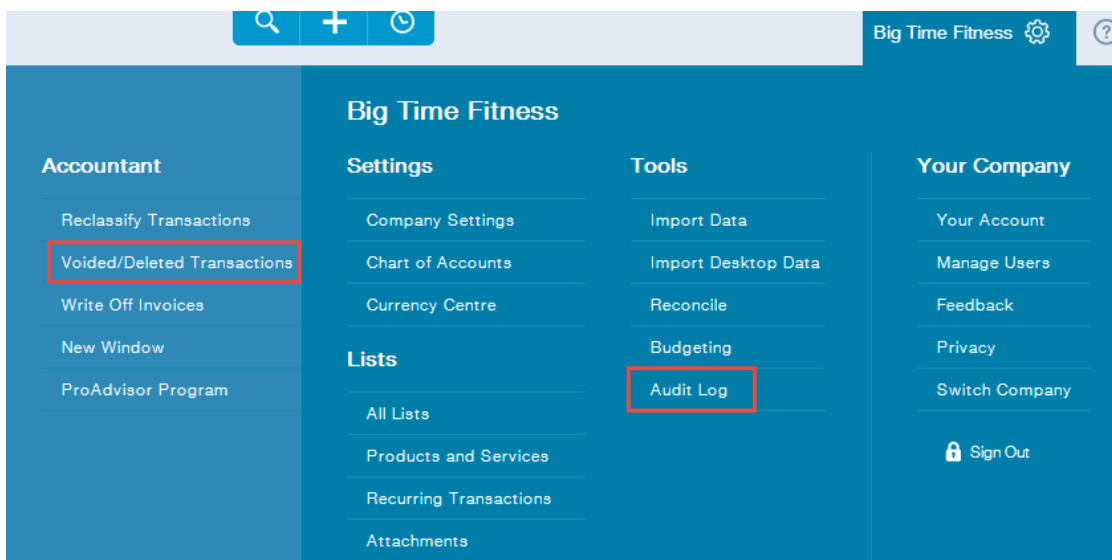 Big Time Fitness
?
Big Time Fitness
Accountant
Reclassify Transactions
Voided/Deleted Transactions
Write Off Invoices
New Window
ProAdvisor Program
Settings
Company Settings
Chart of Accounts
Currency Centre
Lists
All Lists
Products and Services
Recurring Transactions
Attachments
Tools
Import Data
Import Desktop Data
Reconcile
Budgeting
Audit Log
Your Company
Your Account
Manage Users
Feedback
Privacy
Switch Company
Sign Out